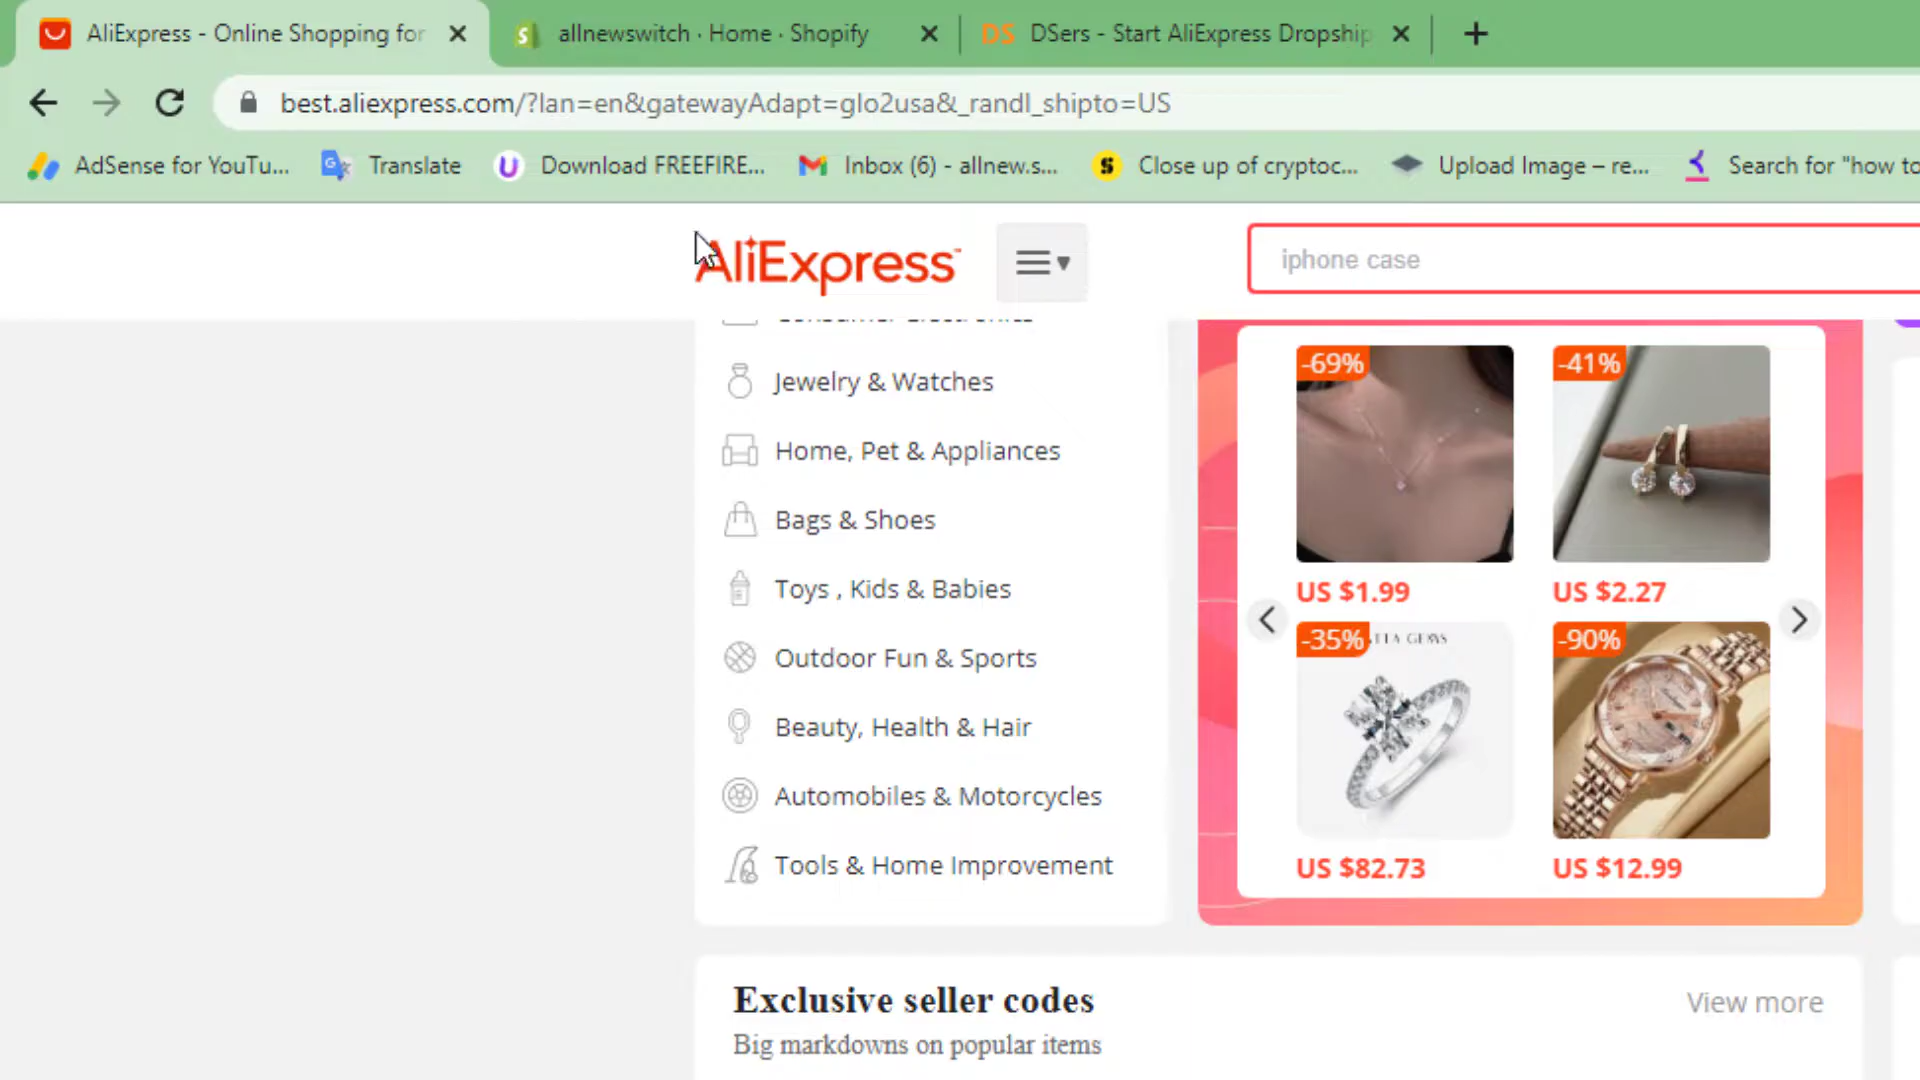 AliExpress - Online Shopping for
allnewswitch · Home · Shopify
DS DSers - Start AliExpress Dropship
best.aliexpress.com/?lan=en&gatewayAdapt=glo2usa&_randl_shipto=US
AdSense for YouTu...
Translate
Download FREEFIRE...
Inbox (6) - allnew.s...
Close up of cryptoc...
Upload Image – re...
Search for "how to
AliExpress
iphone case
Consumer Electronics
Jewelry & Watches
Home, Pet & Appliances
Bags & Shoes
Toys , Kids & Babies
Outdoor Fun & Sports
Beauty, Health & Hair
Automobiles & Motorcycles
Tools & Home Improvement
-69%
-41%
US $1.99
US $2.27
-35%
GEMS
-90%
US $82.73
US $12.99
Exclusive seller codes
View more
Big markdowns on popular items